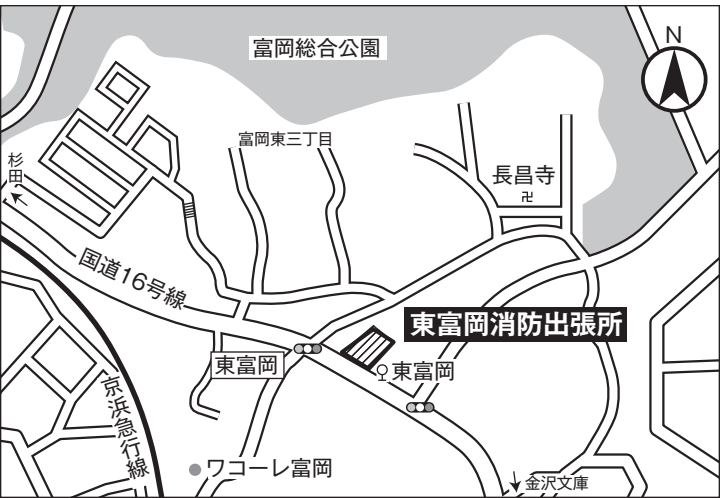 N
富岡総合公園
富岡東三丁目
杉田
長昌寺
卍
国道16号線
東富岡消防出張所
東富岡
東富岡
京浜急行線
ワコーレ富岡
金沢文庫